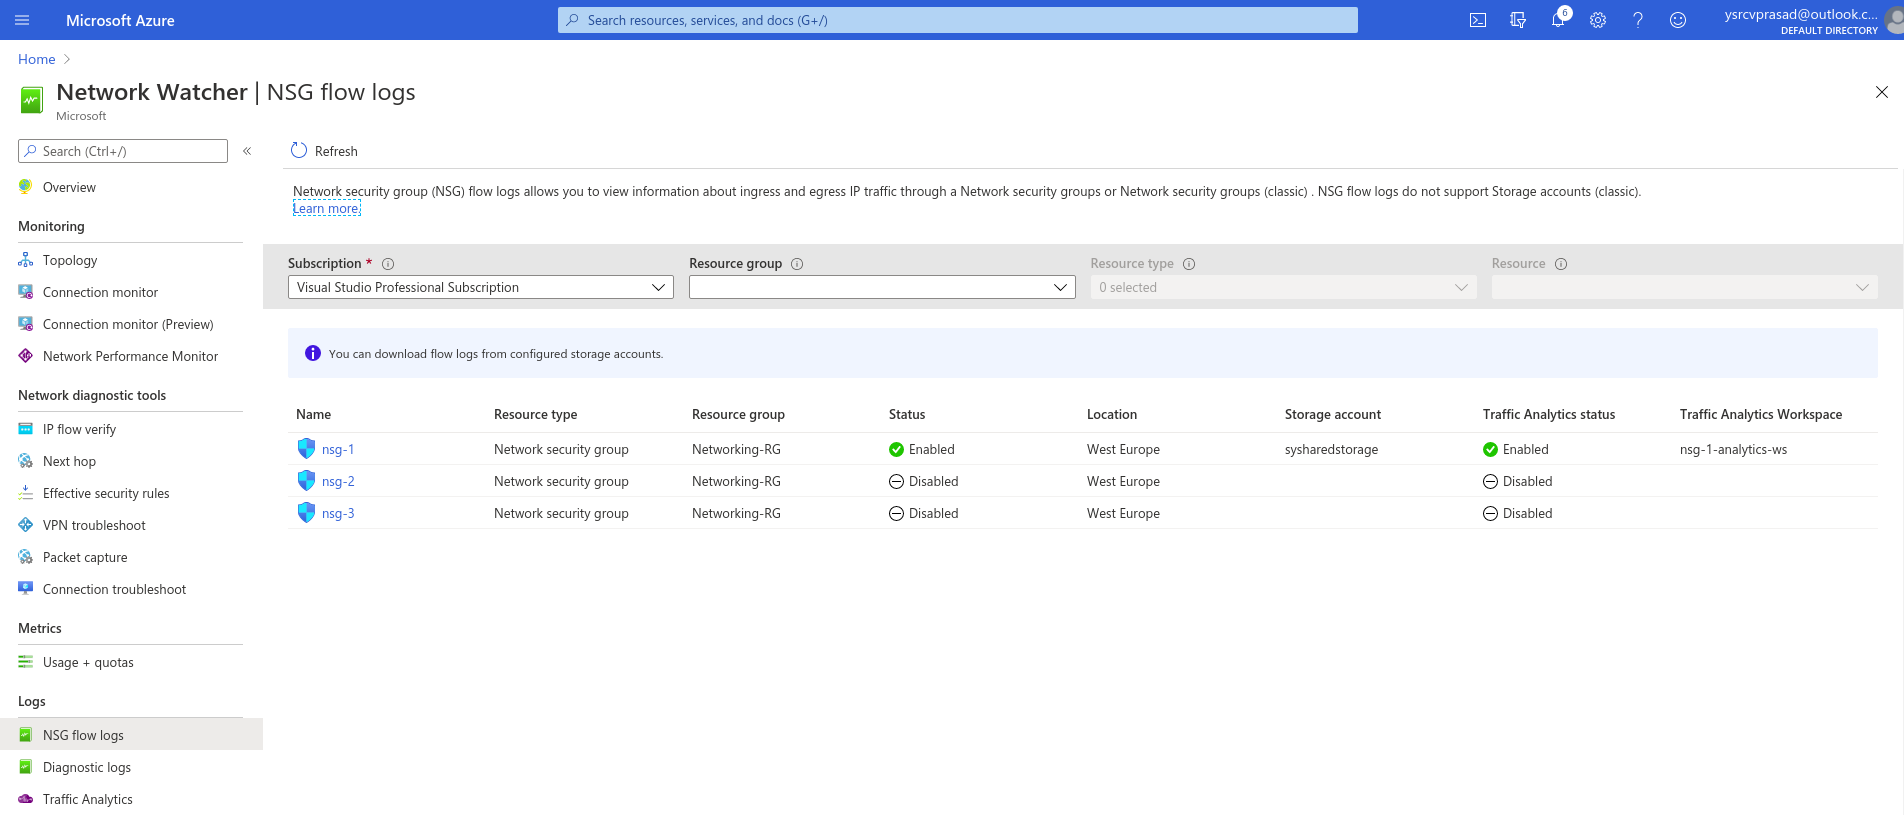 Microsoft Azure
Search resources, services, and docs (G+/)
6
ysrcvprasad@outlook.c...
DEFAULT DIRECTORY
Home
Network Watcher | NSG flow logs
Microsoft
Search (Ctrl+/)
«
Overview
Monitoring
Topology
Connection monitor
Connection monitor (Preview)
Network Performance Monitor
Network diagnostic tools
IP flow verify
Next hop
Effective security rules
VPN troubleshoot
Packet capture
Connection troubleshoot
Metrics
Usage + quotas
Logs
NSG flow logs
Diagnostic logs
Traffic Analytics
Refresh
Network security group (NSG) flow logs allows you to view information about ingress and egress IP traffic through a Network security groups or Network security groups (classic) . NSG flow logs do not support Storage accounts (classic).
Learn more.
Subscription * Resource group Resource type Resource
Visual Studio Professional Subscription 0 selected
You can download flow logs from configured storage accounts.
Name Resource type Resource group Status Location Storage account Traffic Analytics status Traffic Analytics Workspace
nsg-1 Network security group Networking-RG Enabled West Europe sysharedstorage Enabled nsg-1-analytics-ws
nsg-2 Network security group Networking-RG Disabled West Europe Disabled
nsg-3 Network security group Networking-RG Disabled West Europe Disabled